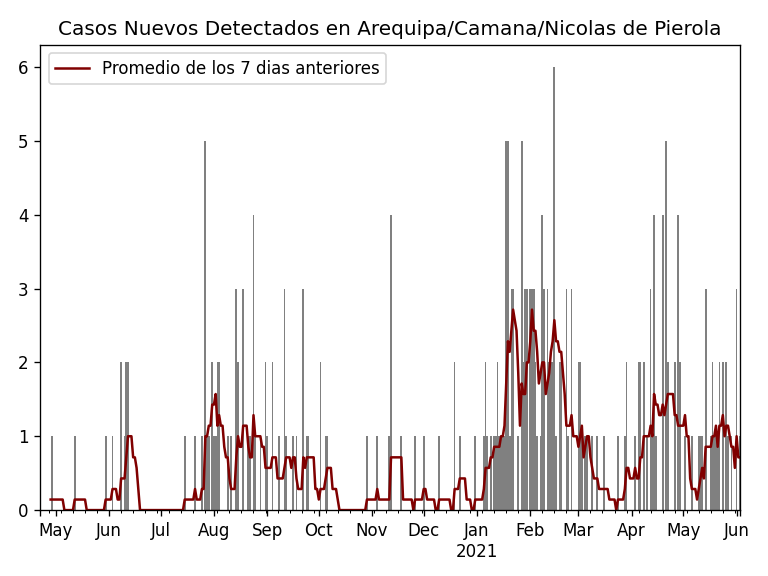 Casos Nuevos Detectados en Arequipa/Camana/Nicolas de Pierola
Promedio de los 7 dias anteriores
6
5
4
3
2
1
0
May Jun Jul Aug Sep Oct Nov Dec Jan Feb Mar Apr May Jun
2021